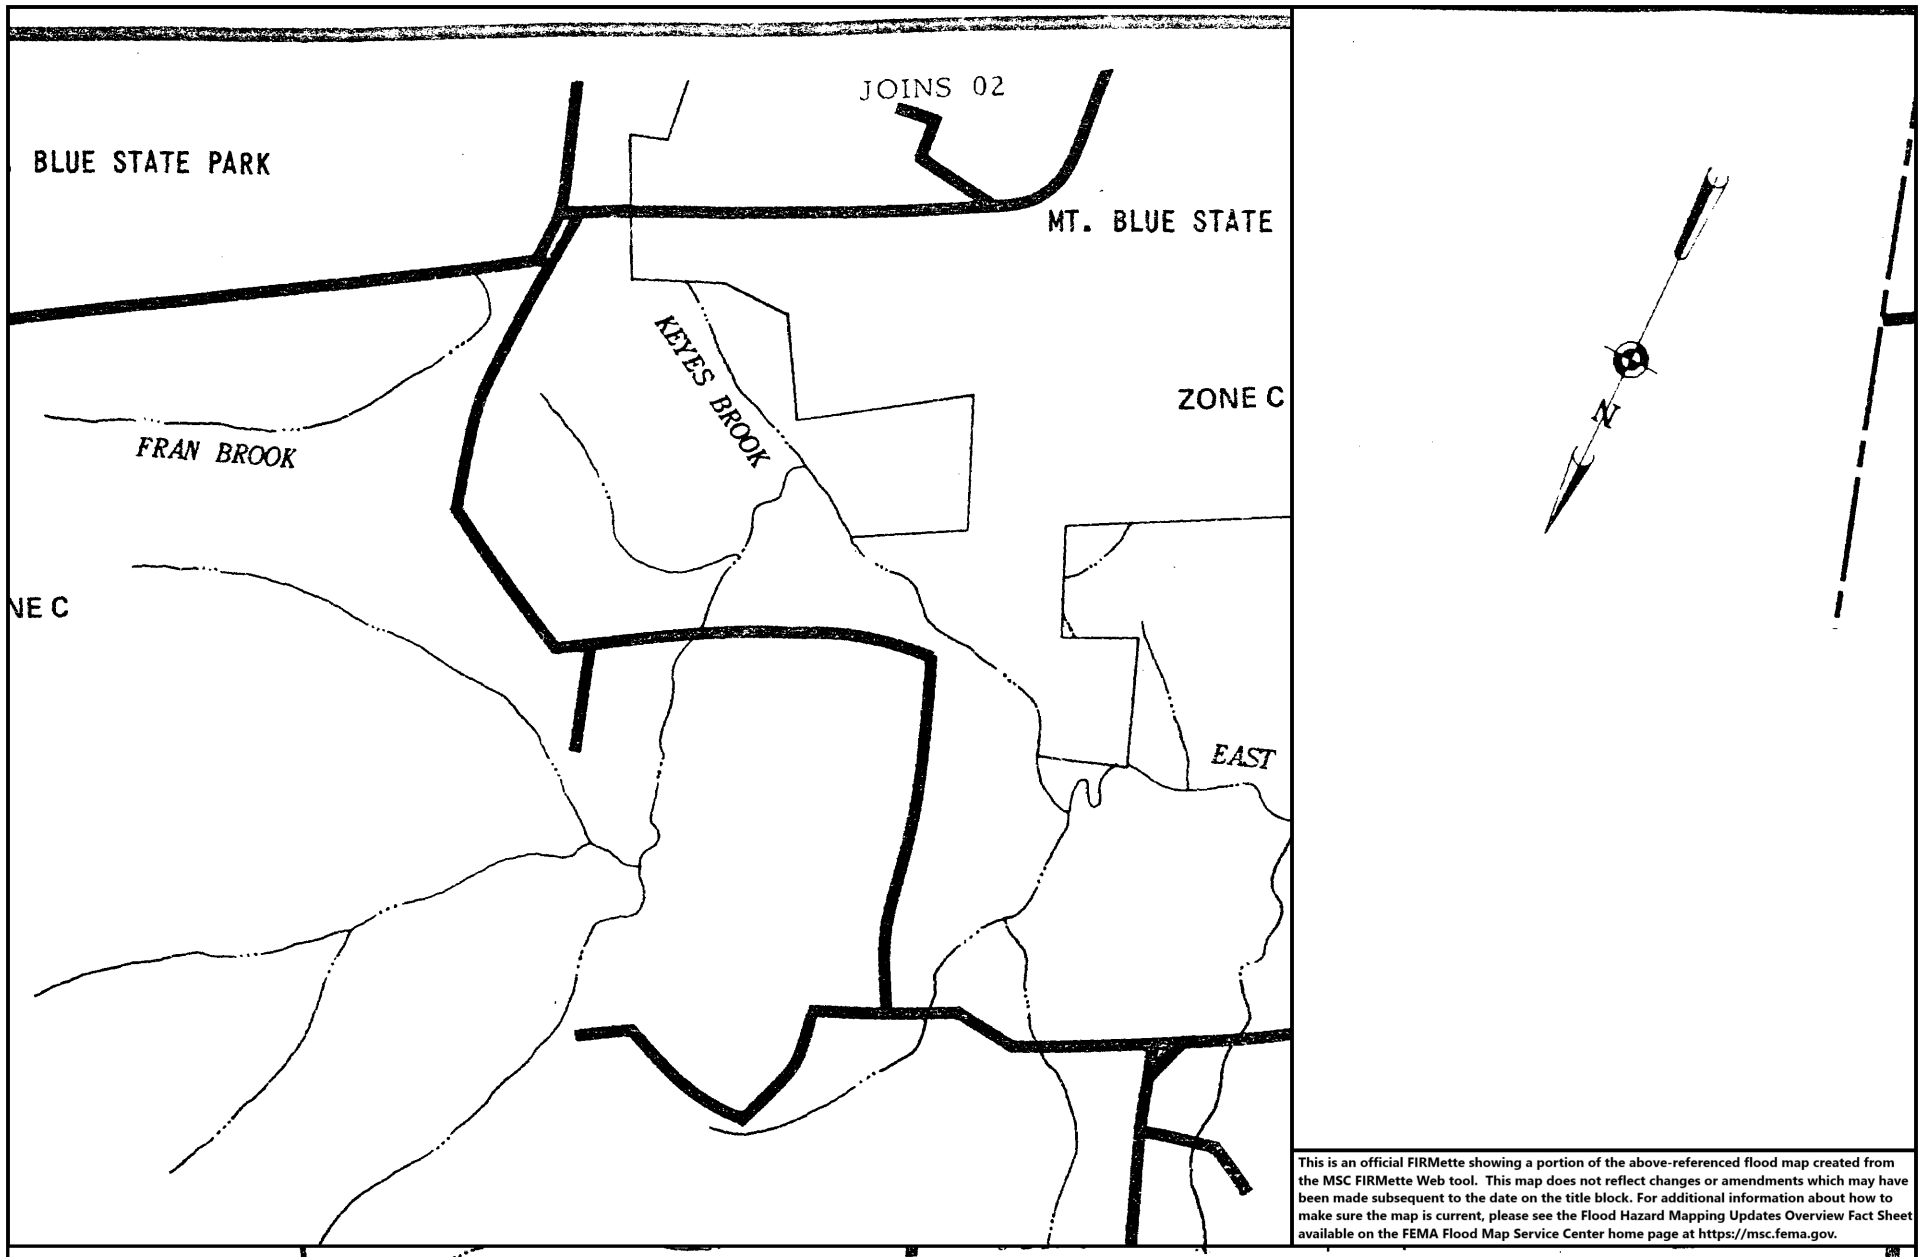 JOINS 02
BLUE STATE PARK
MT. BLUE STATE
KEYES BROOK
ZONE C
FRAN BROOK
N
NE C
EAST
This is an official FIRMette showing a portion of the above-referenced flood map created from
the MSC FIRMette Web tool. This map does not reflect changes or amendments which may have
been made subsequent to the date on the title block. For additional information about how to
make sure the map is current, please see the Flood Hazard Mapping Updates Overview Fact Sheet
available on the FEMA Flood Map Service Center home page at https://msc.fema.gov.